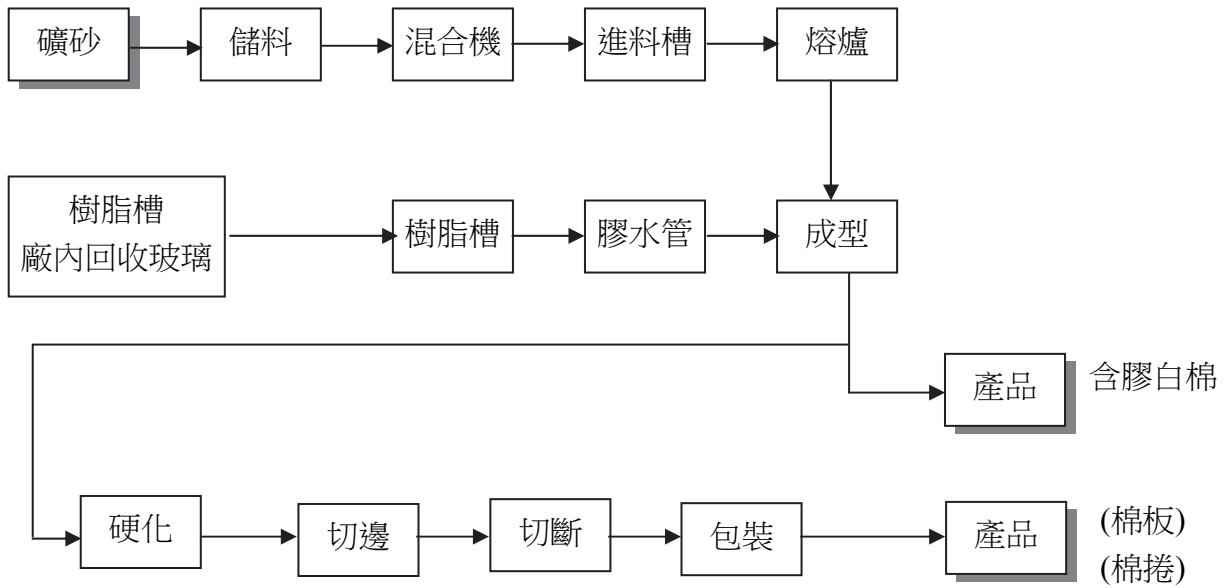 礦砂
儲料
混合機
進料槽
熔爐
樹脂槽
廠內回收玻璃
樹脂槽
膠水管
成型
產品
含膠白棉
硬化
切邊
切斷
包裝
產品
(棉板)
(棉捲)